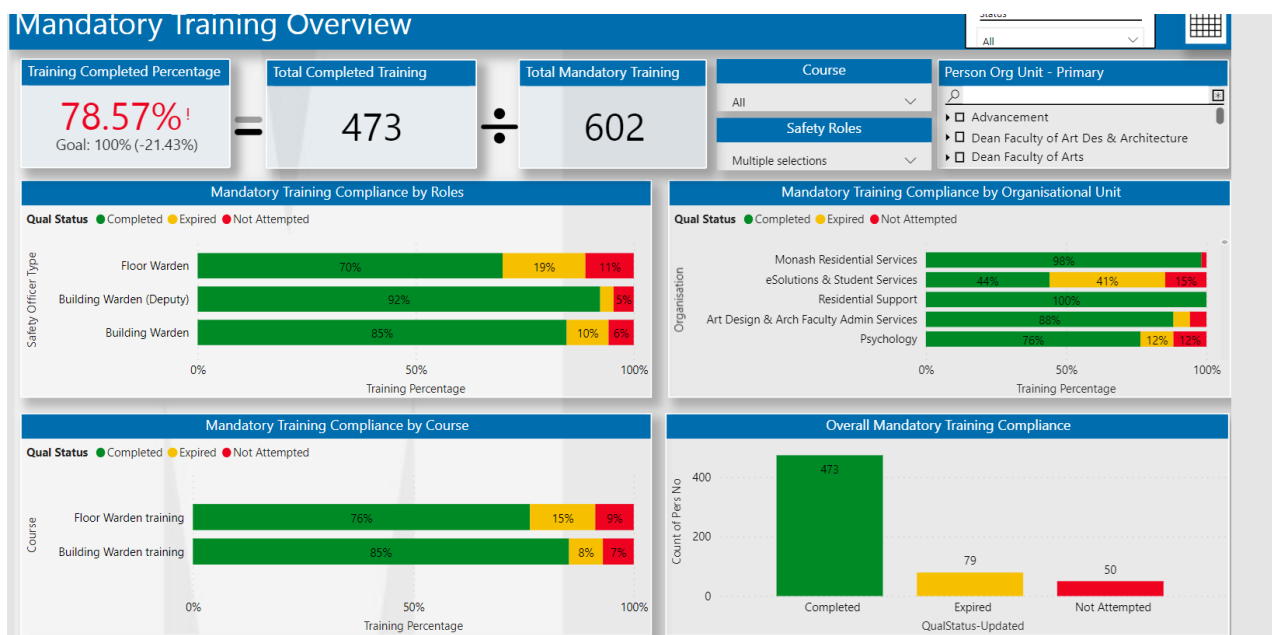 Mandatory Training Overview
Status
All
Training Completed Percentage
78.57%!
Goal: 100% (-21.43%)
=
Total Completed Training
473
÷
Total Mandatory Training
602
Course
All
Safety Roles
Multiple selections
Person Org Unit - Primary
Advancement
Dean Faculty of Art Des & Architecture
Dean Faculty of Arts
Mandatory Training Compliance by Roles
Qual Status Completed Expired Not Attempted
Safety Officer Type
Floor Warden 70% 19% 11%
Building Warden (Deputy) 92% 5%
Building Warden 85% 10% 6%
0% 50% 100%
Training Percentage
Mandatory Training Compliance by Organisational Unit
Qual Status Completed Expired Not Attempted
Organisation
Monash Residential Services 98%
eSolutions & Student Services 44% 41% 15%
Residential Support 100%
Art Design & Arch Faculty Admin Services 88%
Psychology 76% 12% 12%
0% 50% 100%
Training Percentage
Mandatory Training Compliance by Course
Qual Status Completed Expired Not Attempted
Course
Floor Warden training 76% 15% 9%
Building Warden training 85% 8% 7%
0% 50% 100%
Training Percentage
Overall Mandatory Training Compliance
Count of Pers No
400
200
0
473
79
50
Completed Expired Not Attempted
QualStatus-Updated